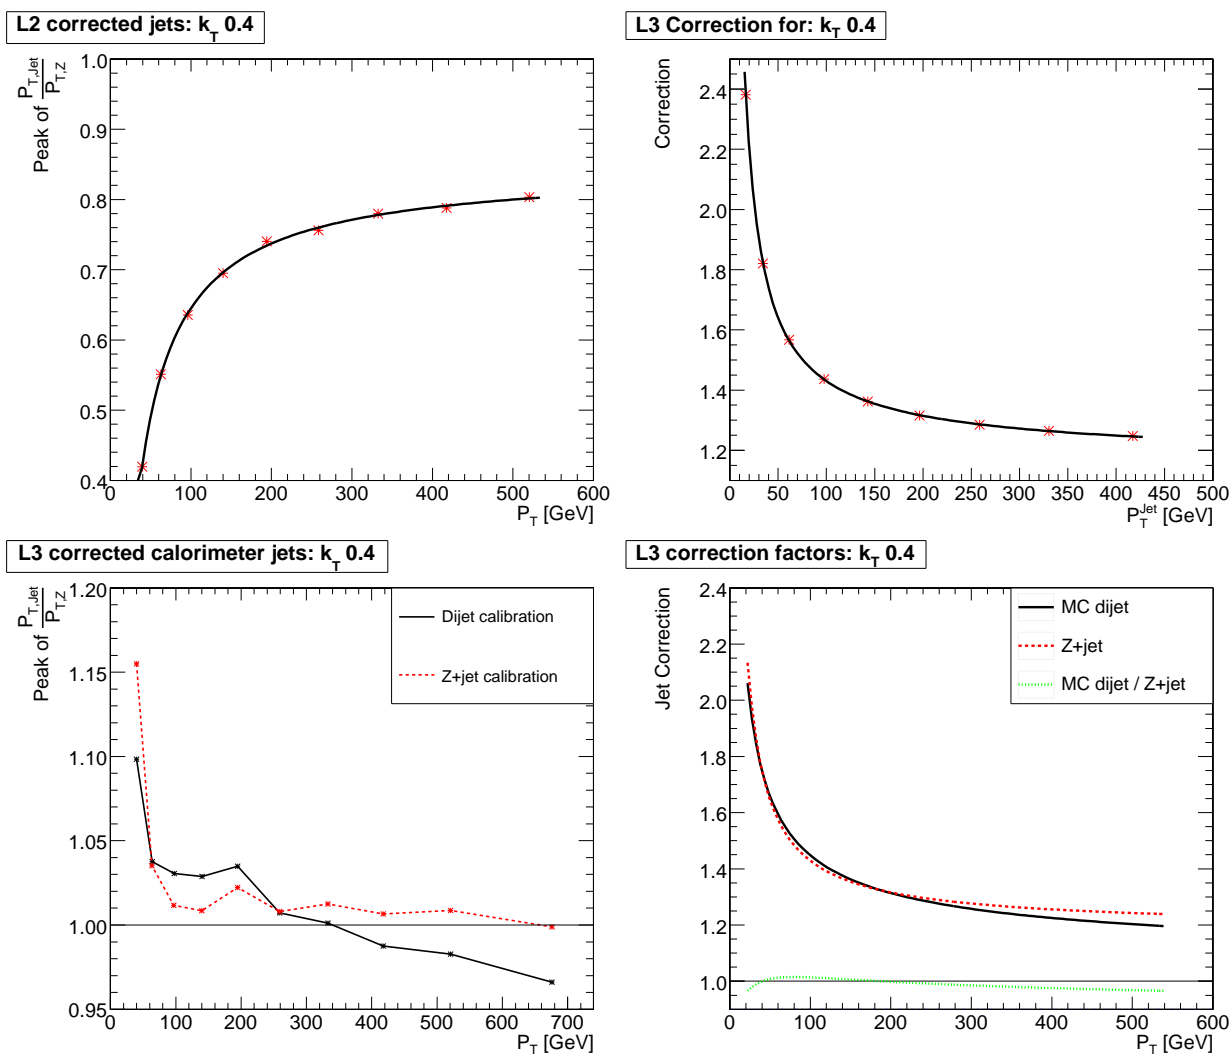 L2 corrected jets: k_T 0.4
Peak of P_T,Jet / P_T,Z
1.0
0.9
0.8
0.7
0.6
0.5
0.4
0 100 200 300 400 500 600
P_T [GeV]
L3 Correction for: k_T 0.4
Correction
2.4
2.2
2.0
1.8
1.6
1.4
1.2
0 50 100 150 200 250 300 350 400 450 500
P_T^Jet [GeV]
L3 corrected calorimeter jets: k_T 0.4
Peak of P_T,Jet / P_T,Z
1.20
1.15
1.10
1.05
1.00
0.95
Dijet calibration
Z+jet calibration
0 100 200 300 400 500 600 700
P_T [GeV]
L3 correction factors: k_T 0.4
Jet Correction
2.4
2.2
2.0
1.8
1.6
1.4
1.2
1.0
MC dijet
Z+jet
MC dijet / Z+jet
0 100 200 300 400 500 600
P_T [GeV]